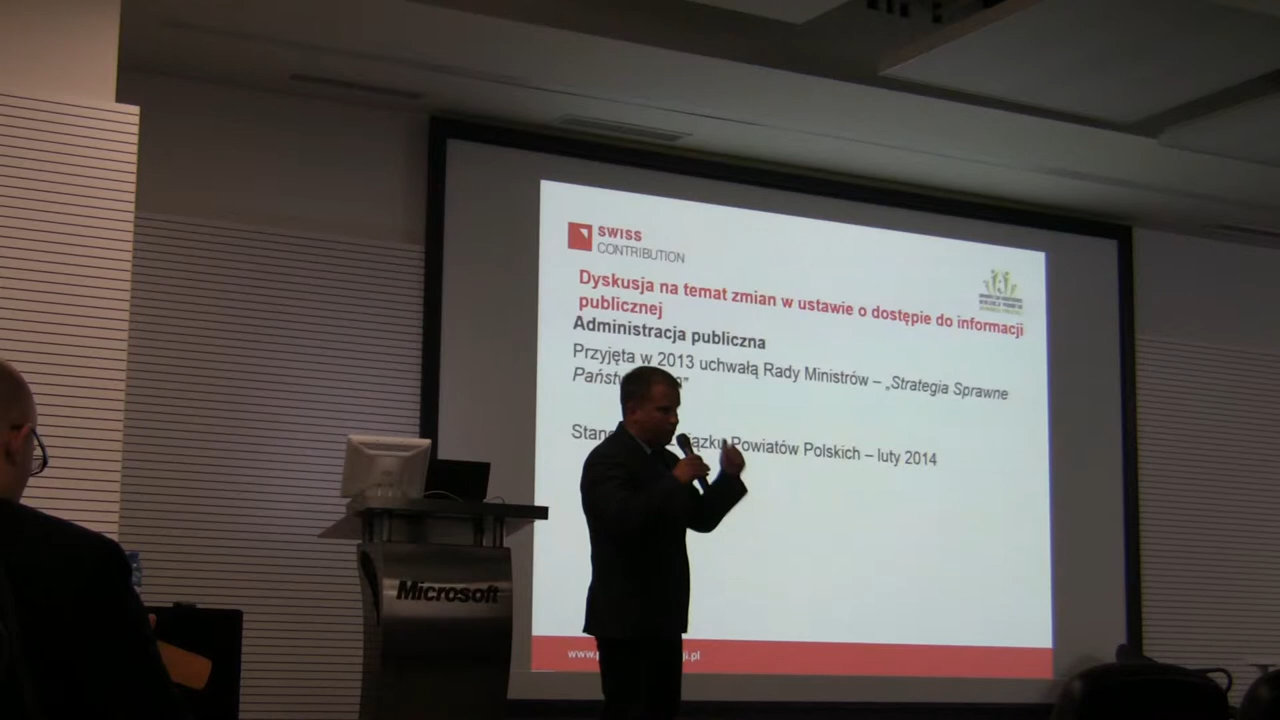 SWISS
CONTRIBUTION
Dyskusja na temat zmian w ustawie o dostępie do informacji
publicznej
Administracja publiczna
Przyjęta w 2013 uchwałą Rady Ministrów – „Strategia Sprawne
Powiatów Polskich – luty 2014
Microsoft